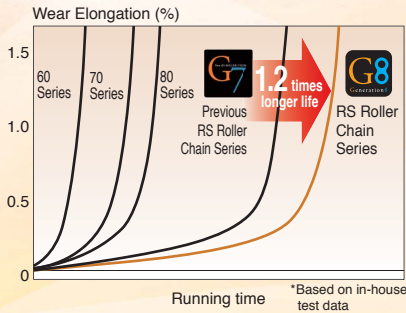 Wear Elongation (%)
1.5
1.0
0.5
0
60
Series
70
Series
80
Series
G7
Previous
RS Roller
Chain Series
1.2 times
longer life
G8
Generation 8
RS Roller
Chain
Series
Running time
*Based on in-house
test data